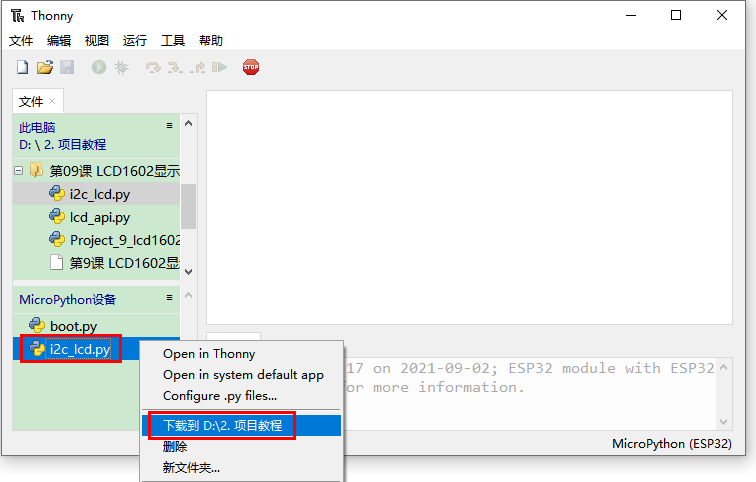 Thonny
文件 编辑 视图 运行 工具 帮助
STOP
文件
此电脑
D: \ 2. 项目教程
第09课 LCD1602显示
i2c_lcd.py
lcd_api.py
Project_9_lcd1602
第9课 LCD1602显示
MicroPython设备
boot.py
i2c_lcd.py
Open in Thonny
Open in system default app
Configure .py files...
下载到 D:\2. 项目教程
删除
新文件夹...
17 on 2021-09-02; ESP32 module with ESP32
for more information.
MicroPython (ESP32)